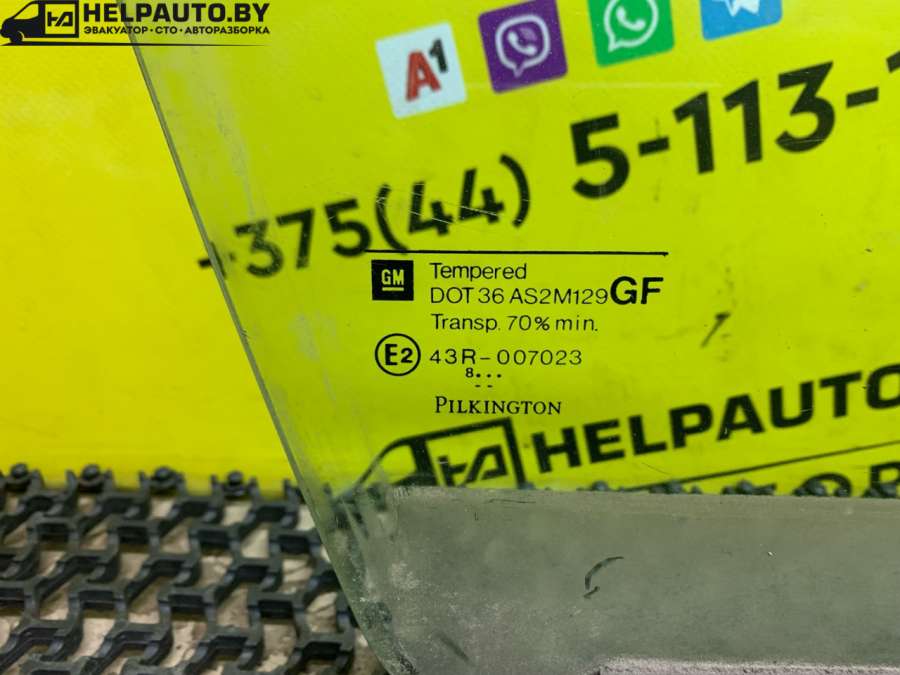 HELPAUTO.BY
ЭВАКУАТОР • СТО • АВТОРАЗБОРКА
A1
+375(44) 5-113-
GM
Tempered
DOT 36 AS2M129 GF
Transp. 70% min.
E2 43R-007023
8...
--
PILKINGTON
HELPAUTO